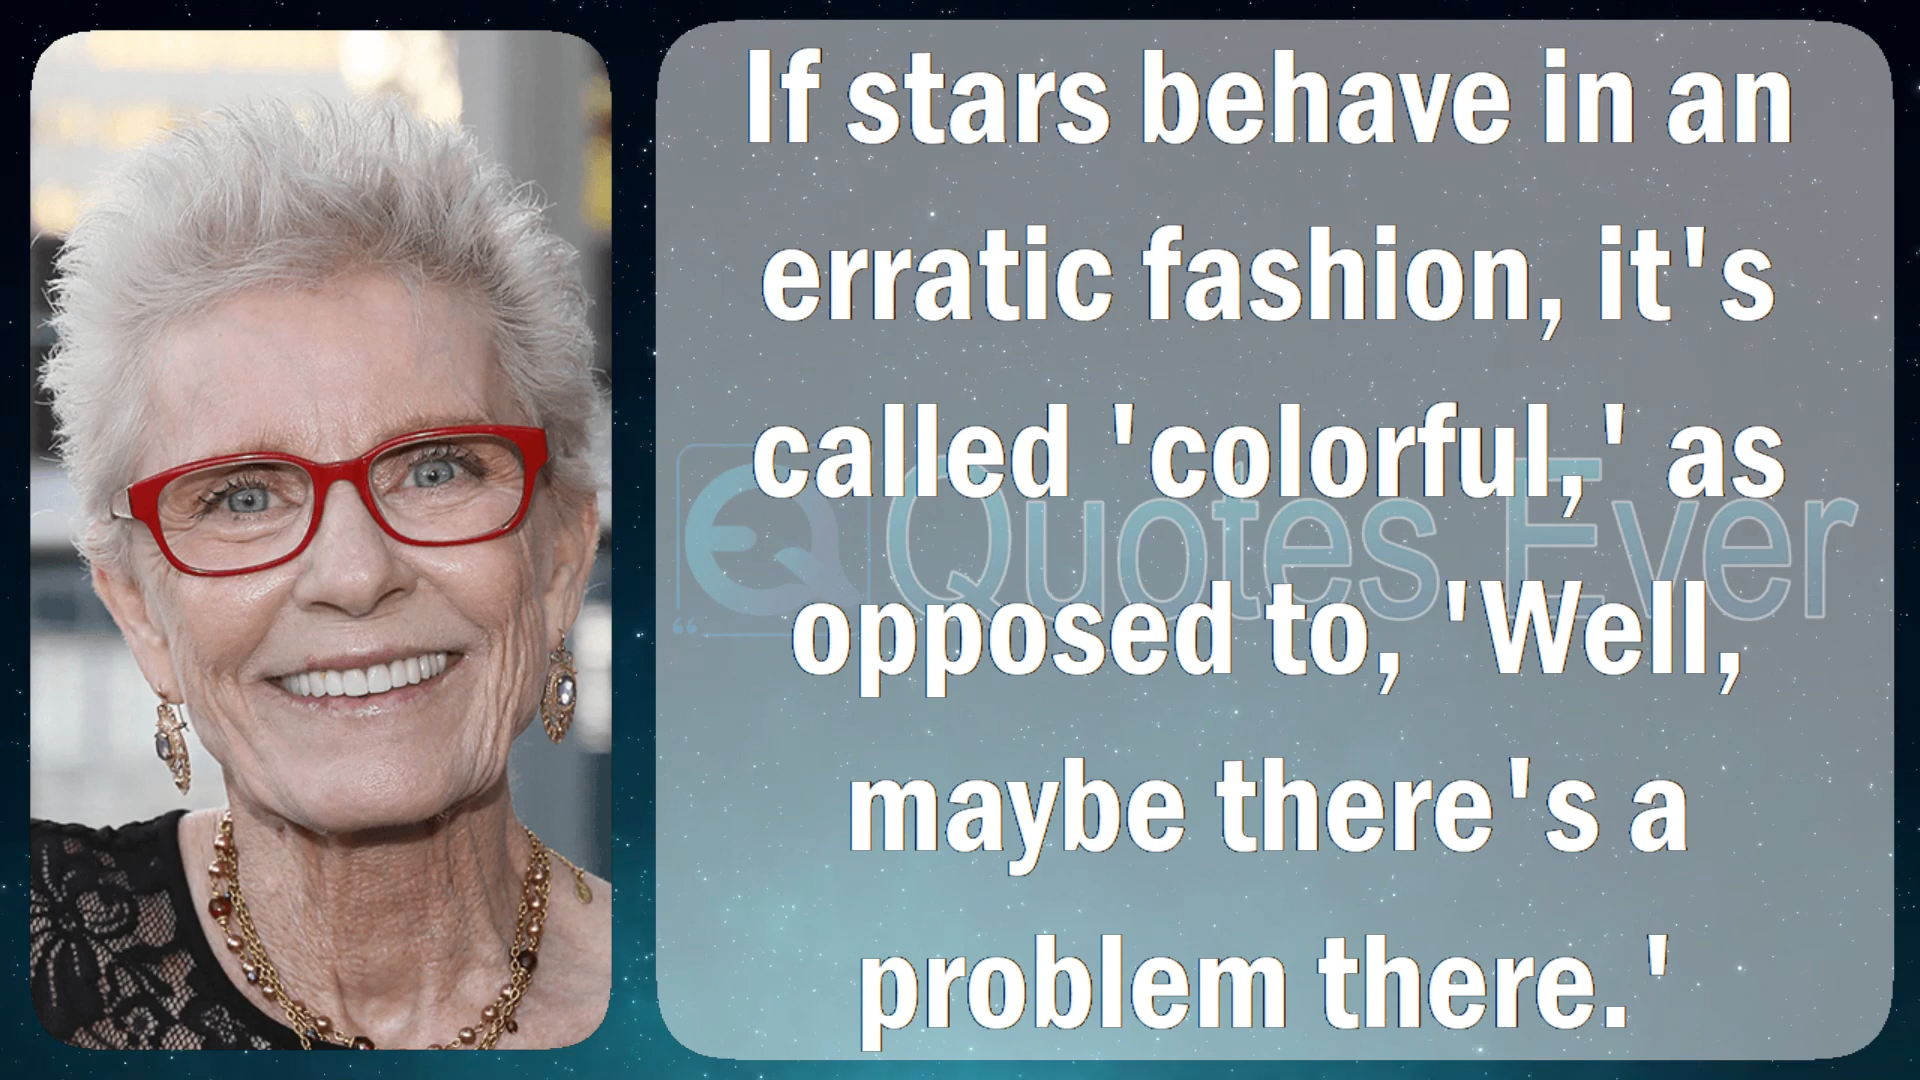 If stars behave in an
erratic fashion, it's
called 'colorful,' as
Quotes Ever
opposed to, 'Well,
maybe there's a
problem there.'